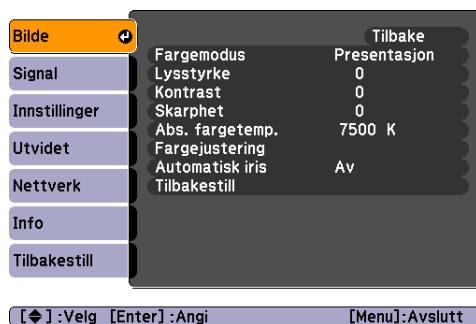 Bilde
Signal
Innstillinger
Utvidet
Nettverk
Info
Tilbakestill
Tilbake
Fargemodus Presentasjon
Lysstyrke 0
Kontrast 0
Skarphet 0
Abs. fargetemp. 7500 K
Fargejustering
Automatisk iris Av
Tilbakestill
[◆] :Velg [Enter] :Angi [Menu]:Avslutt